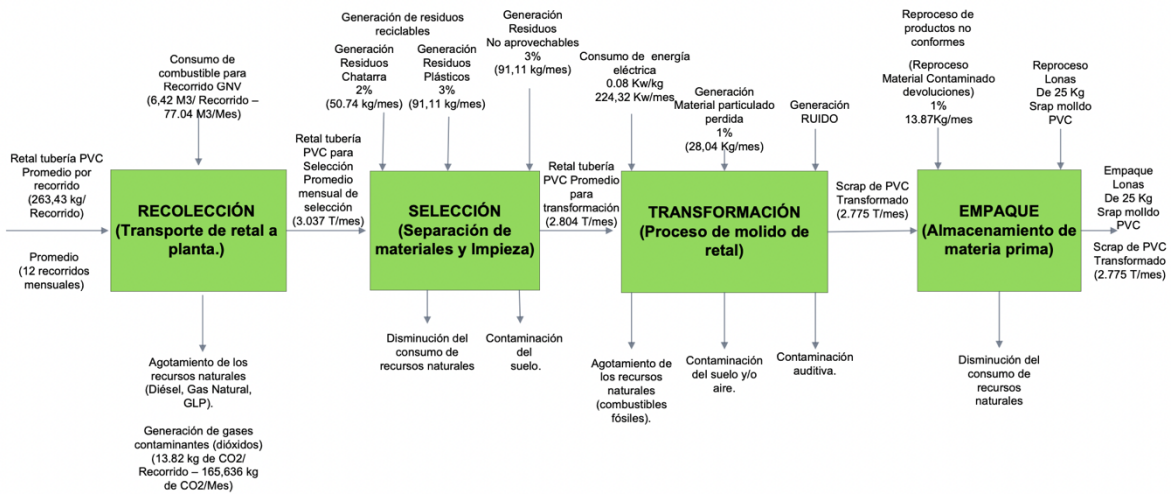 Consumo de
combustible para
Recorrido GNV
(6,42 M3/ Recorrido –
77.04 M3/Mes)
Retal tubería PVC
Promedio por
recorrido
(263,43 kg/
Recorrido)
Promedio
(12 recorridos
mensuales)
RECOLECCIÓN
(Transporte de retal a
planta.)
Agotamiento de los
recursos naturales
(Diésel, Gas Natural,
GLP).
Generación de gases
contaminantes (dióxidos)
(13.82 kg de CO2/
Recorrido – 165,636 kg
de CO2/Mes)
Retal tubería
PVC para
Selección
Promedio
mensual de
selección
(3.037 T/mes)
Generación de residuos
reciclables
Generación
Residuos
Chatarra
2%
(50.74 kg/mes)
Generación
Residuos
Plásticos
3%
(91,11 kg/mes)
Generación
Residuos
No aprovechables
3%
(91,11 kg/mes)
SELECCIÓN
(Separación de
materiales y lmpieza)
Disminución del
consumo de
recursos naturales
Contaminación
del
suelo.
Retal tubería
PVC Promedio
para
transformación
(2.804 T/mes)
Consumo de energía
eléctrica
0.08 Kw/kg
224,32 Kw/mes)
Generación
Material particulado
perdida
1%
(28,04 Kg/mes)
Generación
RUIDO
TRANSFORMACIÓN
(Proceso de molido de
retal)
Agotamiento de
los recursos
naturales
(combustibles
fósiles).
Contaminación
del suelo y/o
aire.
Contaminación
auditiva.
Scrap de PVC
Transformado
(2.775 T/mes)
Reproceso
de productos no
conformes
(Reproceso
Material Contaminado
devoluciones)
1%
13.87Kg/mes
Reproceso
Lonas
De 25 Kg
Srap molldo
PVC
EMPAQUE
(Almacenamiento de
materia prima)
Disminución del
consumo de
recursos
naturales
Empaque
Lonas
De 25 Kg
Srap molldo
PVC
Scrap de PVC
Transformado
(2.775 T/mes)